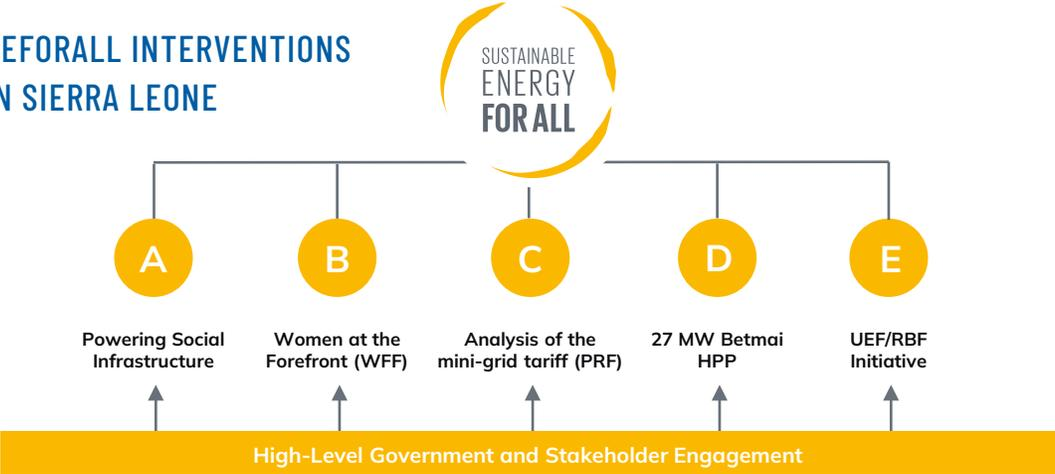 EFORALL INTERVENTIONS
N SIERRA LEONE
SUSTAINABLE
ENERGY
FOR ALL
A
B
C
D
E
Powering Social
Infrastructure
Women at the
Forefront (WFF)
Analysis of the
mini-grid tariff (PRF)
27 MW Betmai
HPP
UEF/RBF
Initiative
High-Level Government and Stakeholder Engagement